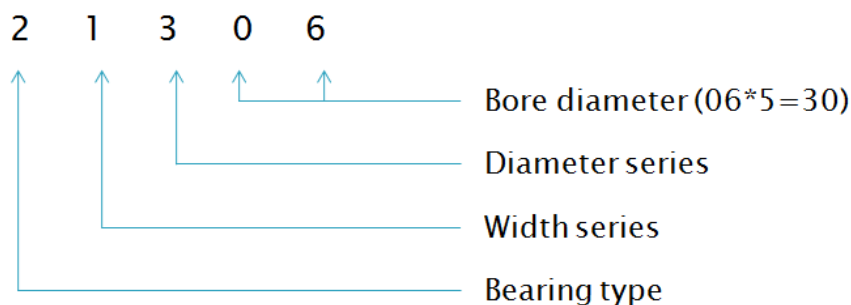 2 1 3 0 6
Bore diameter (06*5=30)
Diameter series
Width series
Bearing type